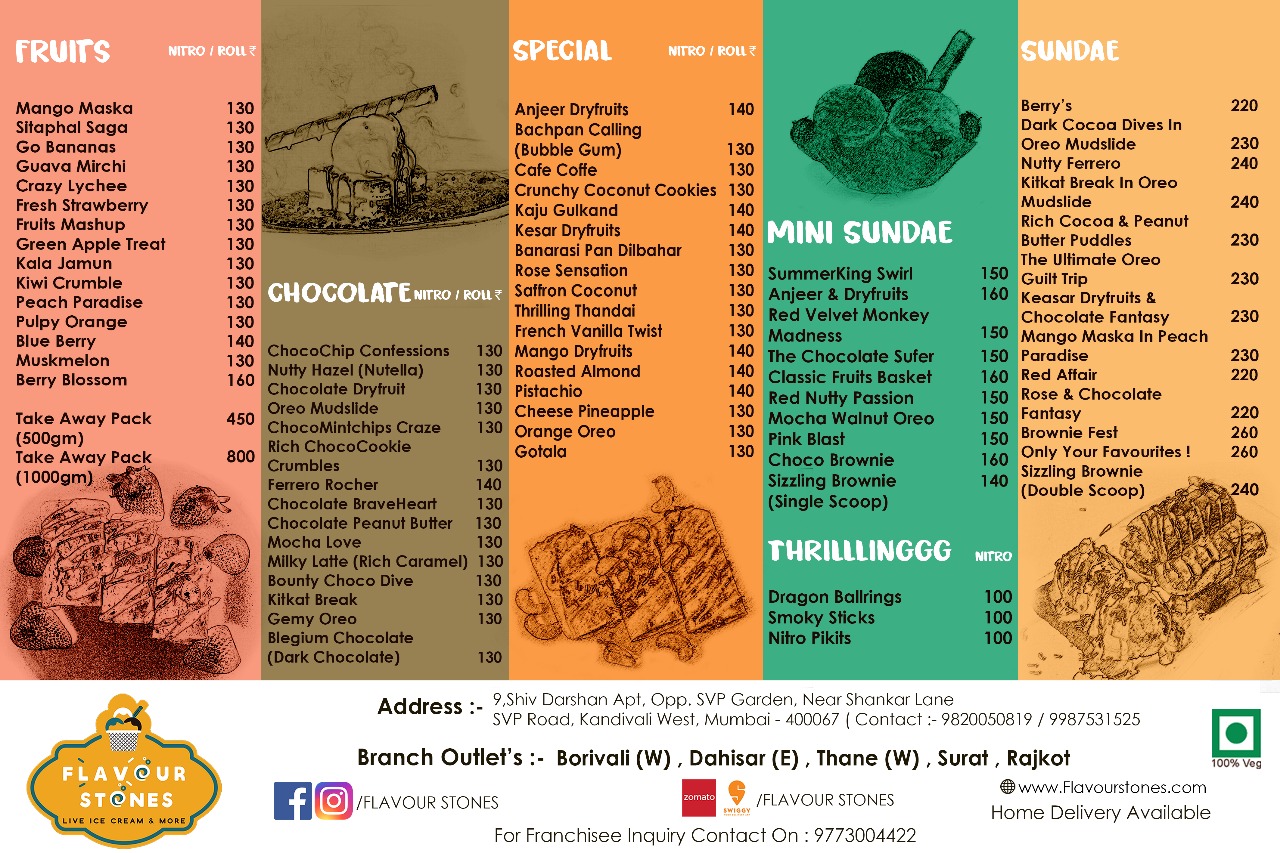 FRUITS NITRO / ROLL ₹
Mango Maska 130
Sitaphal Saga 130
Go Bananas 130
Guava Mirchi 130
Crazy Lychee 130
Fresh Strawberry 130
Fruits Mashup 130
Green Apple Treat 130
Kala Jamun 130
Kiwi Crumble 130
Peach Paradise 130
Pulpy Orange 130
Blue Berry 140
Muskmelon 130
Berry Blossom 160
Take Away Pack 450
(500gm)
Take Away Pack 800
(1000gm)
CHOCOLATE NITRO / ROLL ₹
ChocoChip Confessions 130
Nutty Hazel (Nutella) 130
Chocolate Dryfruit 130
Oreo Mudslide 130
ChocoMintchips Craze 130
Rich ChocoCookie
Crumbles 130
Ferrero Rocher 140
Chocolate BraveHeart 130
Chocolate Peanut Butter 130
Mocha Love 130
Milky Latte (Rich Caramel) 130
Bounty Choco Dive 130
Kitkat Break 130
Gemy Oreo 130
Blegium Chocolate
(Dark Chocolate) 130
SPECIAL NITRO / ROLL ₹
Anjeer Dryfruits 140
Bachpan Calling
(Bubble Gum) 130
Cafe Coffe 130
Crunchy Coconut Cookies 130
Kaju Gulkand 140
Kesar Dryfruits 140
Banarasi Pan Dilbahar 130
Rose Sensation 130
Saffron Coconut 130
Thrilling Thandai 130
French Vanilla Twist 130
Mango Dryfruits 140
Roasted Almond 140
Pistachio 140
Cheese Pineapple 130
Orange Oreo 130
Gotala 130
MINI SUNDAE
SummerKing Swirl 150
Anjeer & Dryfruits 160
Red Velvet Monkey
Madness 150
The Chocolate Sufer 150
Classic Fruits Basket 160
Red Nutty Passion 150
Mocha Walnut Oreo 150
Pink Blast 150
Choco Brownie 160
Sizzling Brownie 140
(Single Scoop)
THRILLLINGGG NITRO
Dragon Ballrings 100
Smoky Sticks 100
Nitro Pikits 100
SUNDAE
Berry's 220
Dark Cocoa Dives In
Oreo Mudslide 230
Nutty Ferrero 240
Kitkat Break In Oreo
Mudslide 240
Rich Cocoa & Peanut
Butter Puddles 230
The Ultimate Oreo
Guilt Trip 230
Keasar Dryfruits &
Chocolate Fantasy 230
Mango Maska In Peach
Paradise 230
Red Affair 220
Rose & Chocolate
Fantasy 220
Brownie Fest 260
Only Your Favourites ! 260
Sizzling Brownie
(Double Scoop) 240
FLAVOUR
STONES
LIVE ICE CREAM & MORE
Address :- 9,Shiv Darshan Apt, Opp. SVP Garden, Near Shankar Lane
SVP Road, Kandivali West, Mumbai - 400067 ( Contact :- 9820050819 / 9987531525
Branch Outlet's :- Borivali (W) , Dahisar (E) , Thane (W) , Surat , Rajkot
100% Veg
/FLAVOUR STONES
zomato SWIGGY /FLAVOUR STONES
www.Flavourstones.com
Home Delivery Available
For Franchisee Inquiry Contact On : 9773004422